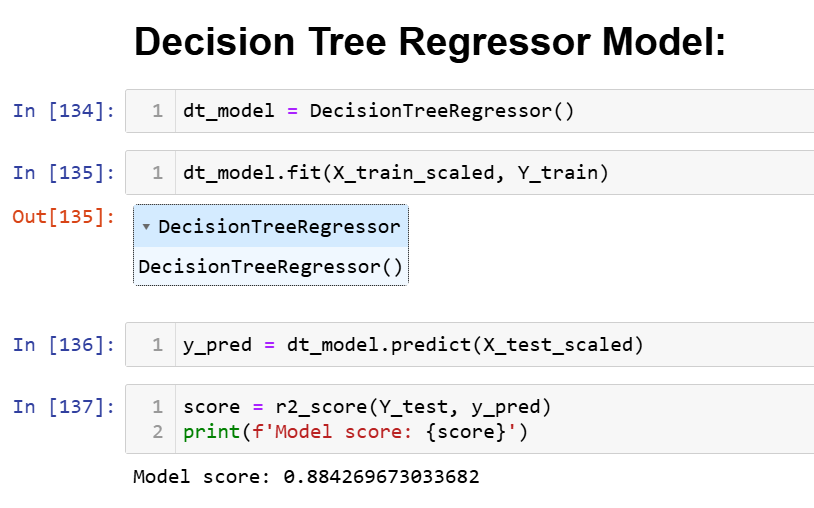 Decision Tree Regressor Model:
In [134]: 1 dt_model = DecisionTreeRegressor()
In [135]: 1 dt_model.fit(X_train_scaled, Y_train)
Out[135]: ▾ DecisionTreeRegressor
DecisionTreeRegressor()
In [136]: 1 y_pred = dt_model.predict(X_test_scaled)
In [137]: 1 score = r2_score(Y_test, y_pred)
2 print(f'Model score: {score}')
Model score: 0.884269673033682